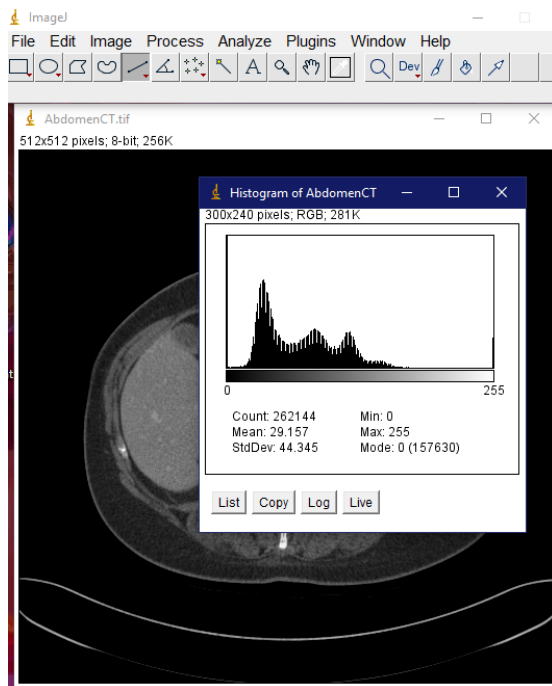 ImageJ
File Edit Image Process Analyze Plugins Window Help
A Dev
AbdomenCT.tif
512x512 pixels; 8-bit; 256K
Histogram of AbdomenCT
300x240 pixels; RGB; 281K
0 255
Count: 262144 Min: 0
Mean: 29.157 Max: 255
StdDev: 44.345 Mode: 0 (157630)
List Copy Log Live